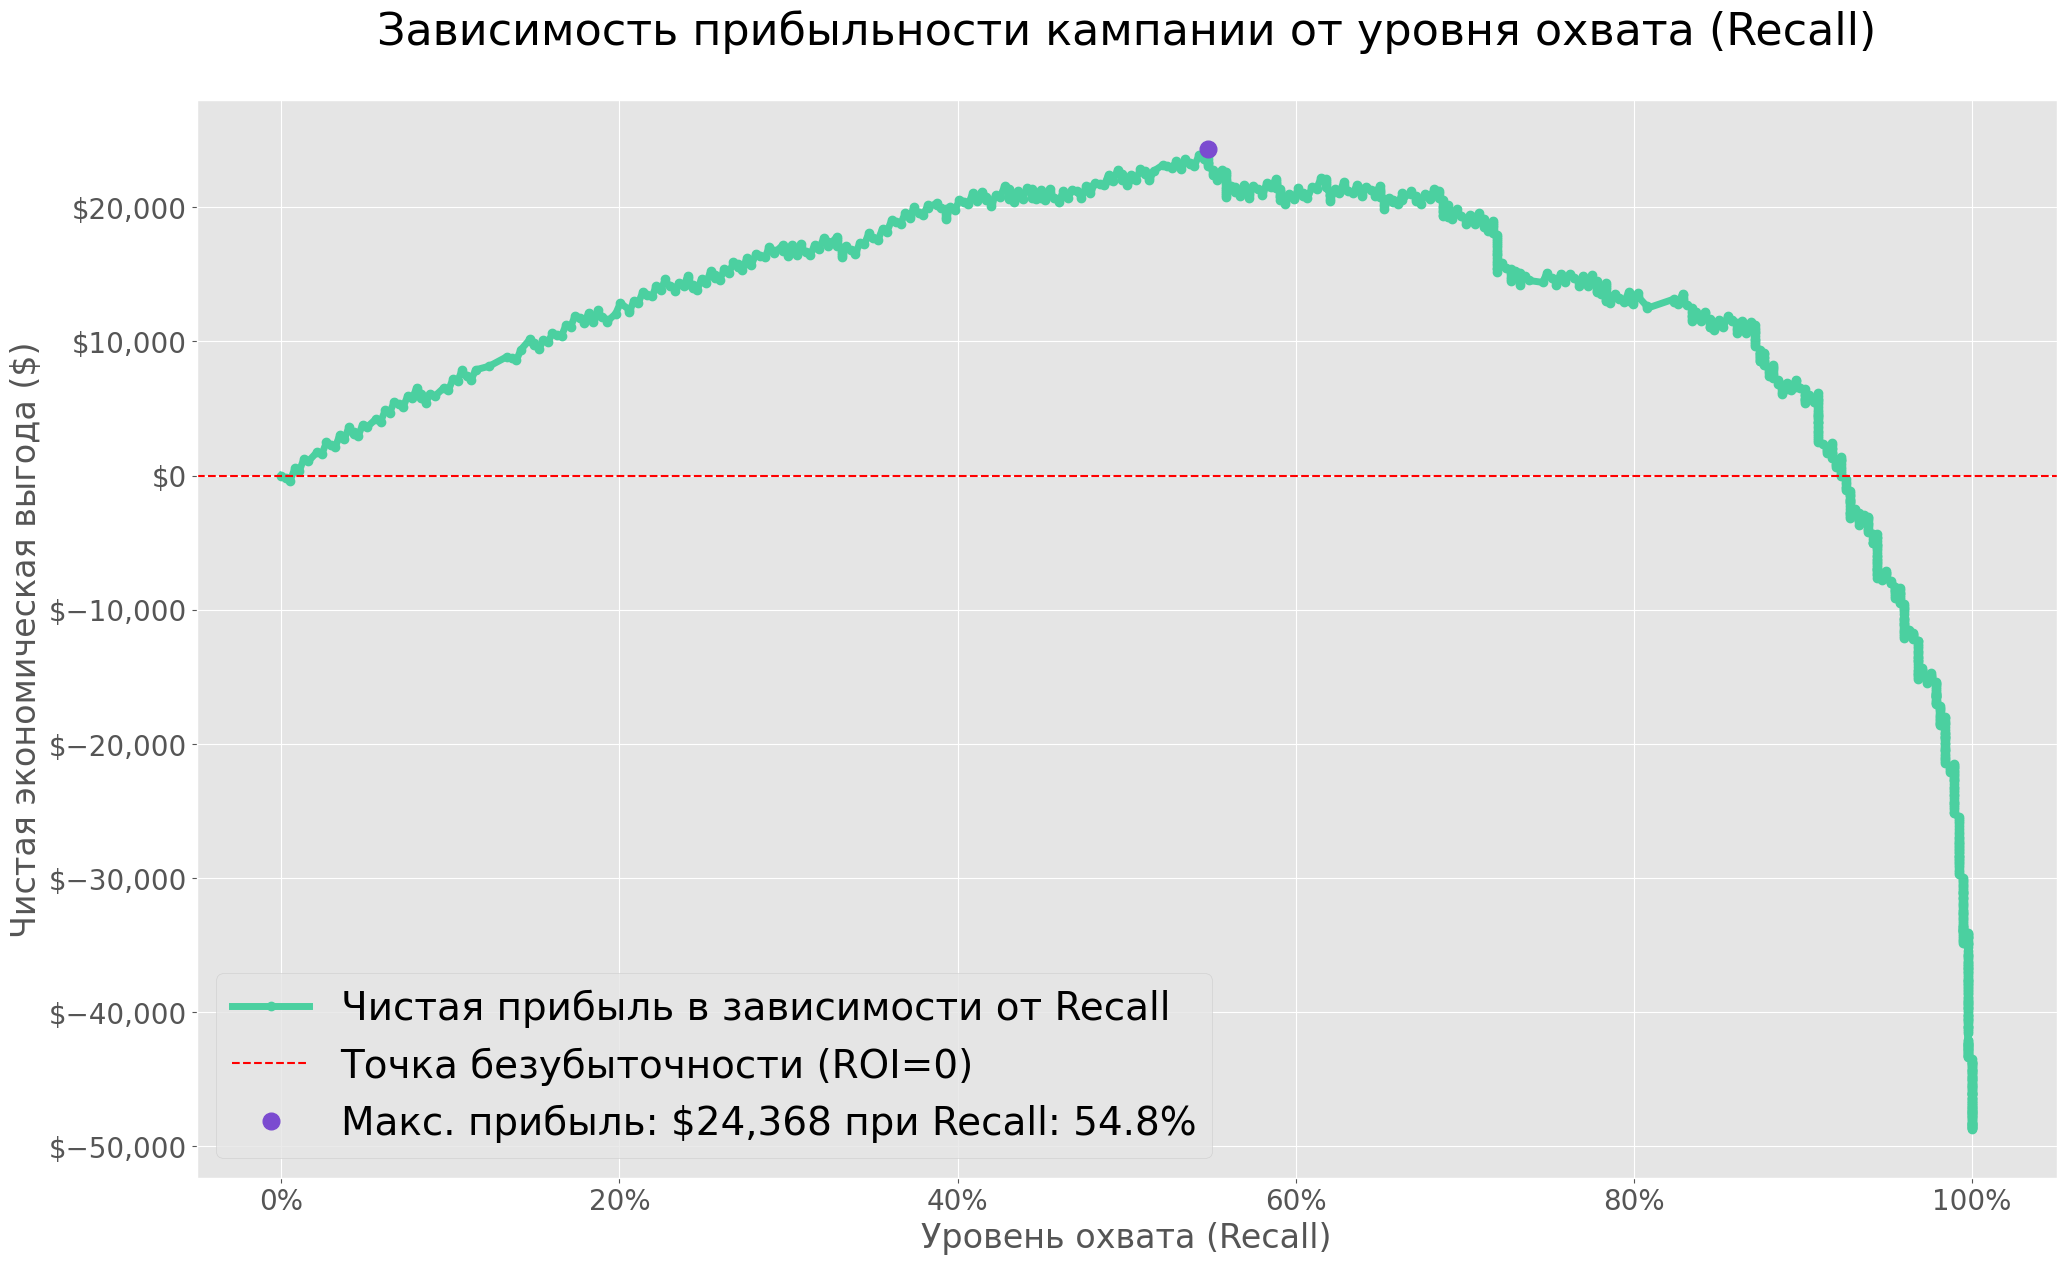 Зависимость прибыльности кампании от уровня охвата (Recall)
Чистая экономическая выгода ($)
$20,000
$10,000
$0
$−10,000
$−20,000
$−30,000
$−40,000
$−50,000
Чистая прибыль в зависимости от Recall
Точка безубыточности (ROI=0)
Макс. прибыль: $24,368 при Recall: 54.8%
0%
20%
40%
60%
80%
100%
Уровень охвата (Recall)